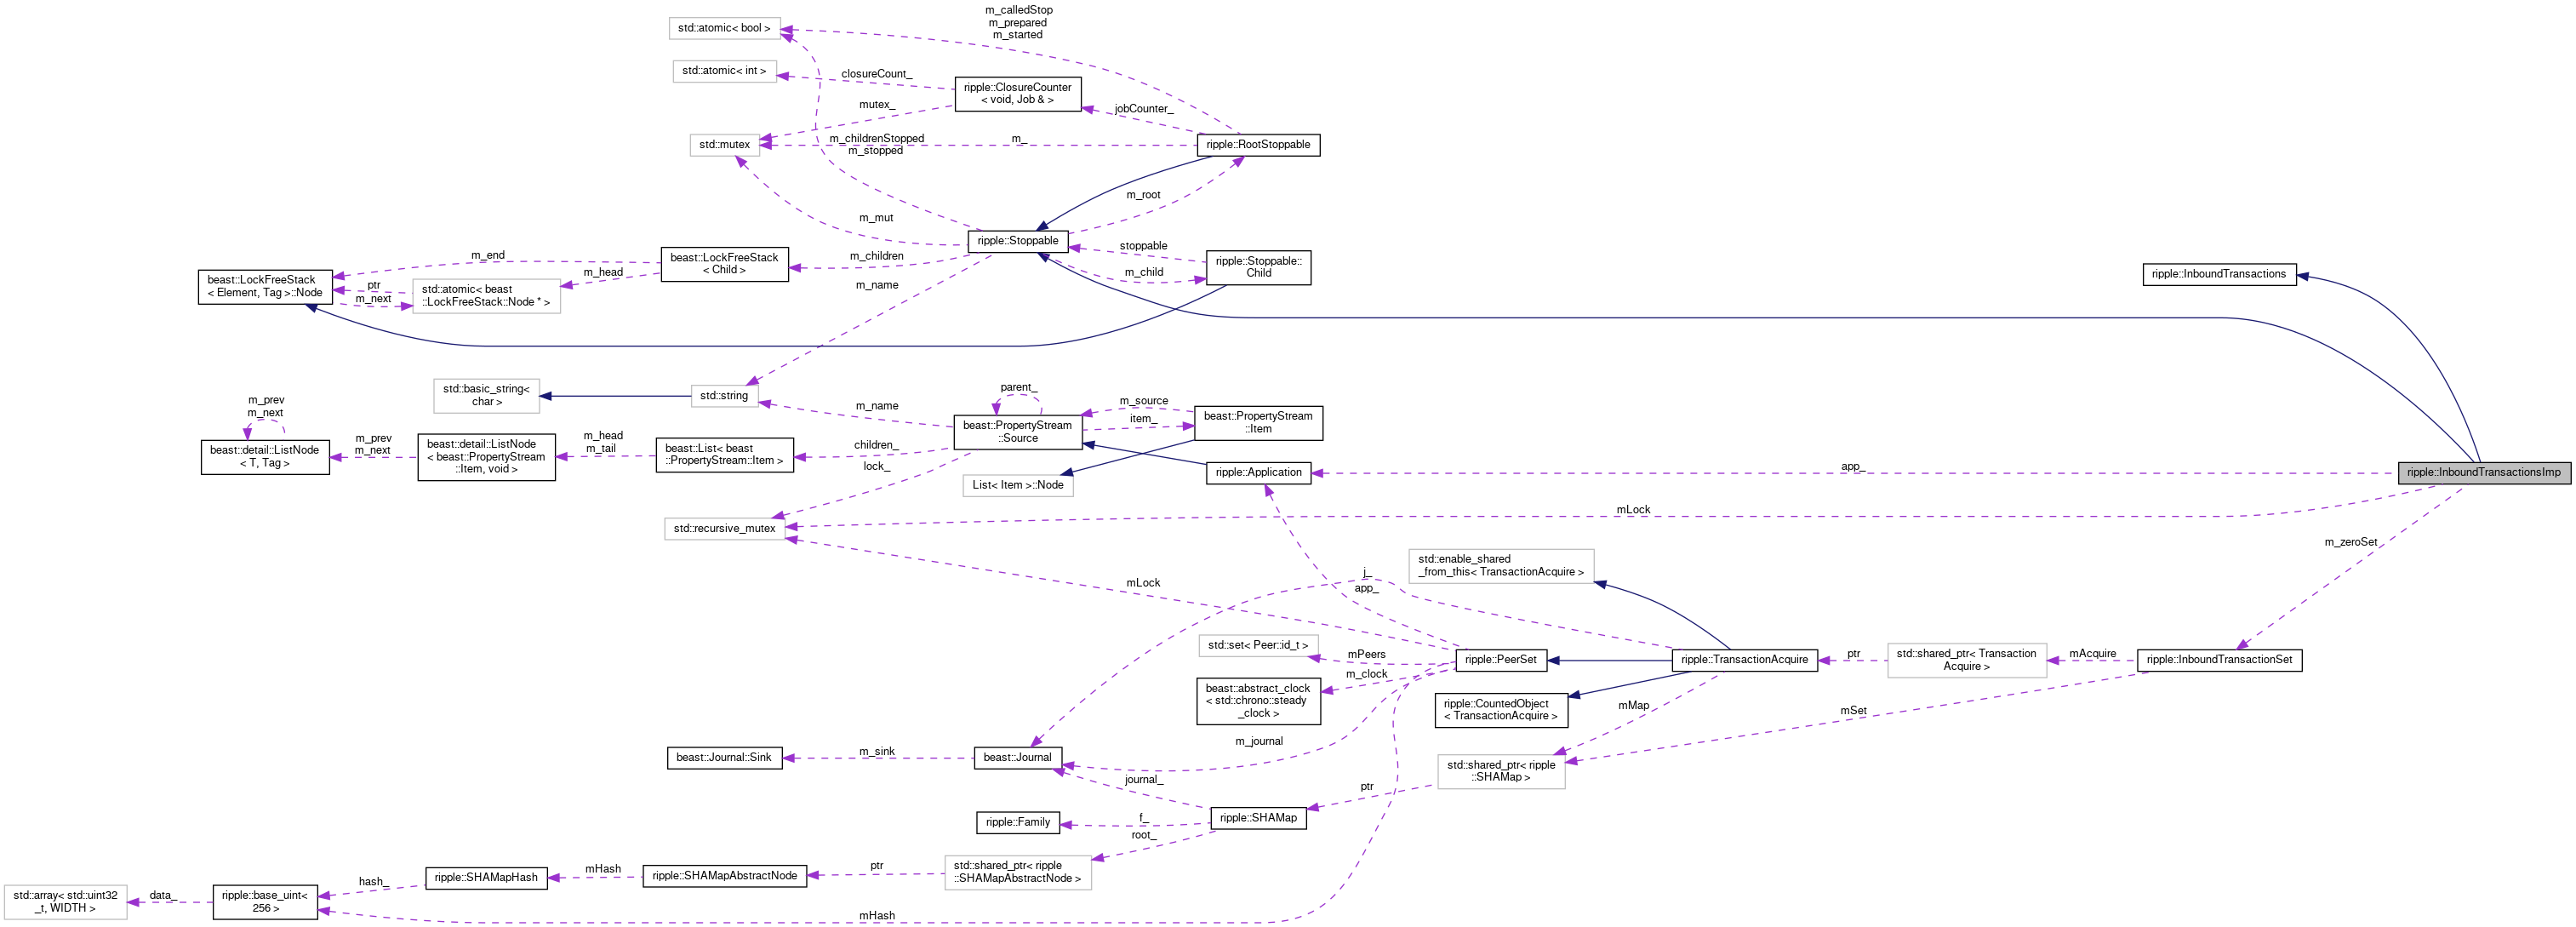 m_calledStop
m_prepared
m_started
std::atomic< bool >
std::atomic< int >
closureCount_
ripple::ClosureCounter
< void, Job & >
mutex_
jobCounter_
std::mutex
m_childrenStopped
m_stopped
m_
ripple::RootStoppable
m_root
m_mut
ripple::Stoppable
stoppable
m_end
beast::LockFreeStack
< Child >
m_children
m_child
ripple::Stoppable::
Child
ripple::InboundTransactions
beast::LockFreeStack
< Element, Tag >::Node
ptr
m_next
m_head
std::atomic< beast
::LockFreeStack::Node * >
m_name
std::basic_string<
char >
std::string
parent_
m_source
m_name
item_
beast::PropertyStream
::Item
m_prev
m_next
beast::PropertyStream
::Source
beast::detail::ListNode
< T, Tag >
m_prev
m_next
beast::detail::ListNode
< beast::PropertyStream
::Item, void >
m_head
m_tail
beast::List< beast
::PropertyStream::Item >
children_
lock_
List< Item >::Node
ripple::Application
app_
ripple::InboundTransactionsImp
std::recursive_mutex
mLock
m_zeroSet
mLock
j_
app_
std::enable_shared
_from_this< TransactionAcquire >
std::set< Peer::id_t >
mPeers
m_clock
ripple::PeerSet
ripple::TransactionAcquire
ptr
std::shared_ptr< Transaction
Acquire >
mAcquire
ripple::InboundTransactionSet
beast::abstract_clock
< std::chrono::steady
_clock >
ripple::CountedObject
< TransactionAcquire >
mMap
mSet
m_journal
beast::Journal::Sink
m_sink
beast::Journal
journal_
std::shared_ptr< ripple
::SHAMap >
ptr
ripple::Family
f_
root_
ripple::SHAMap
std::array< std::uint32
_t, WIDTH >
data_
ripple::base_uint<
256 >
hash_
ripple::SHAMapHash
mHash
ripple::SHAMapAbstractNode
ptr
std::shared_ptr< ripple
::SHAMapAbstractNode >
mHash